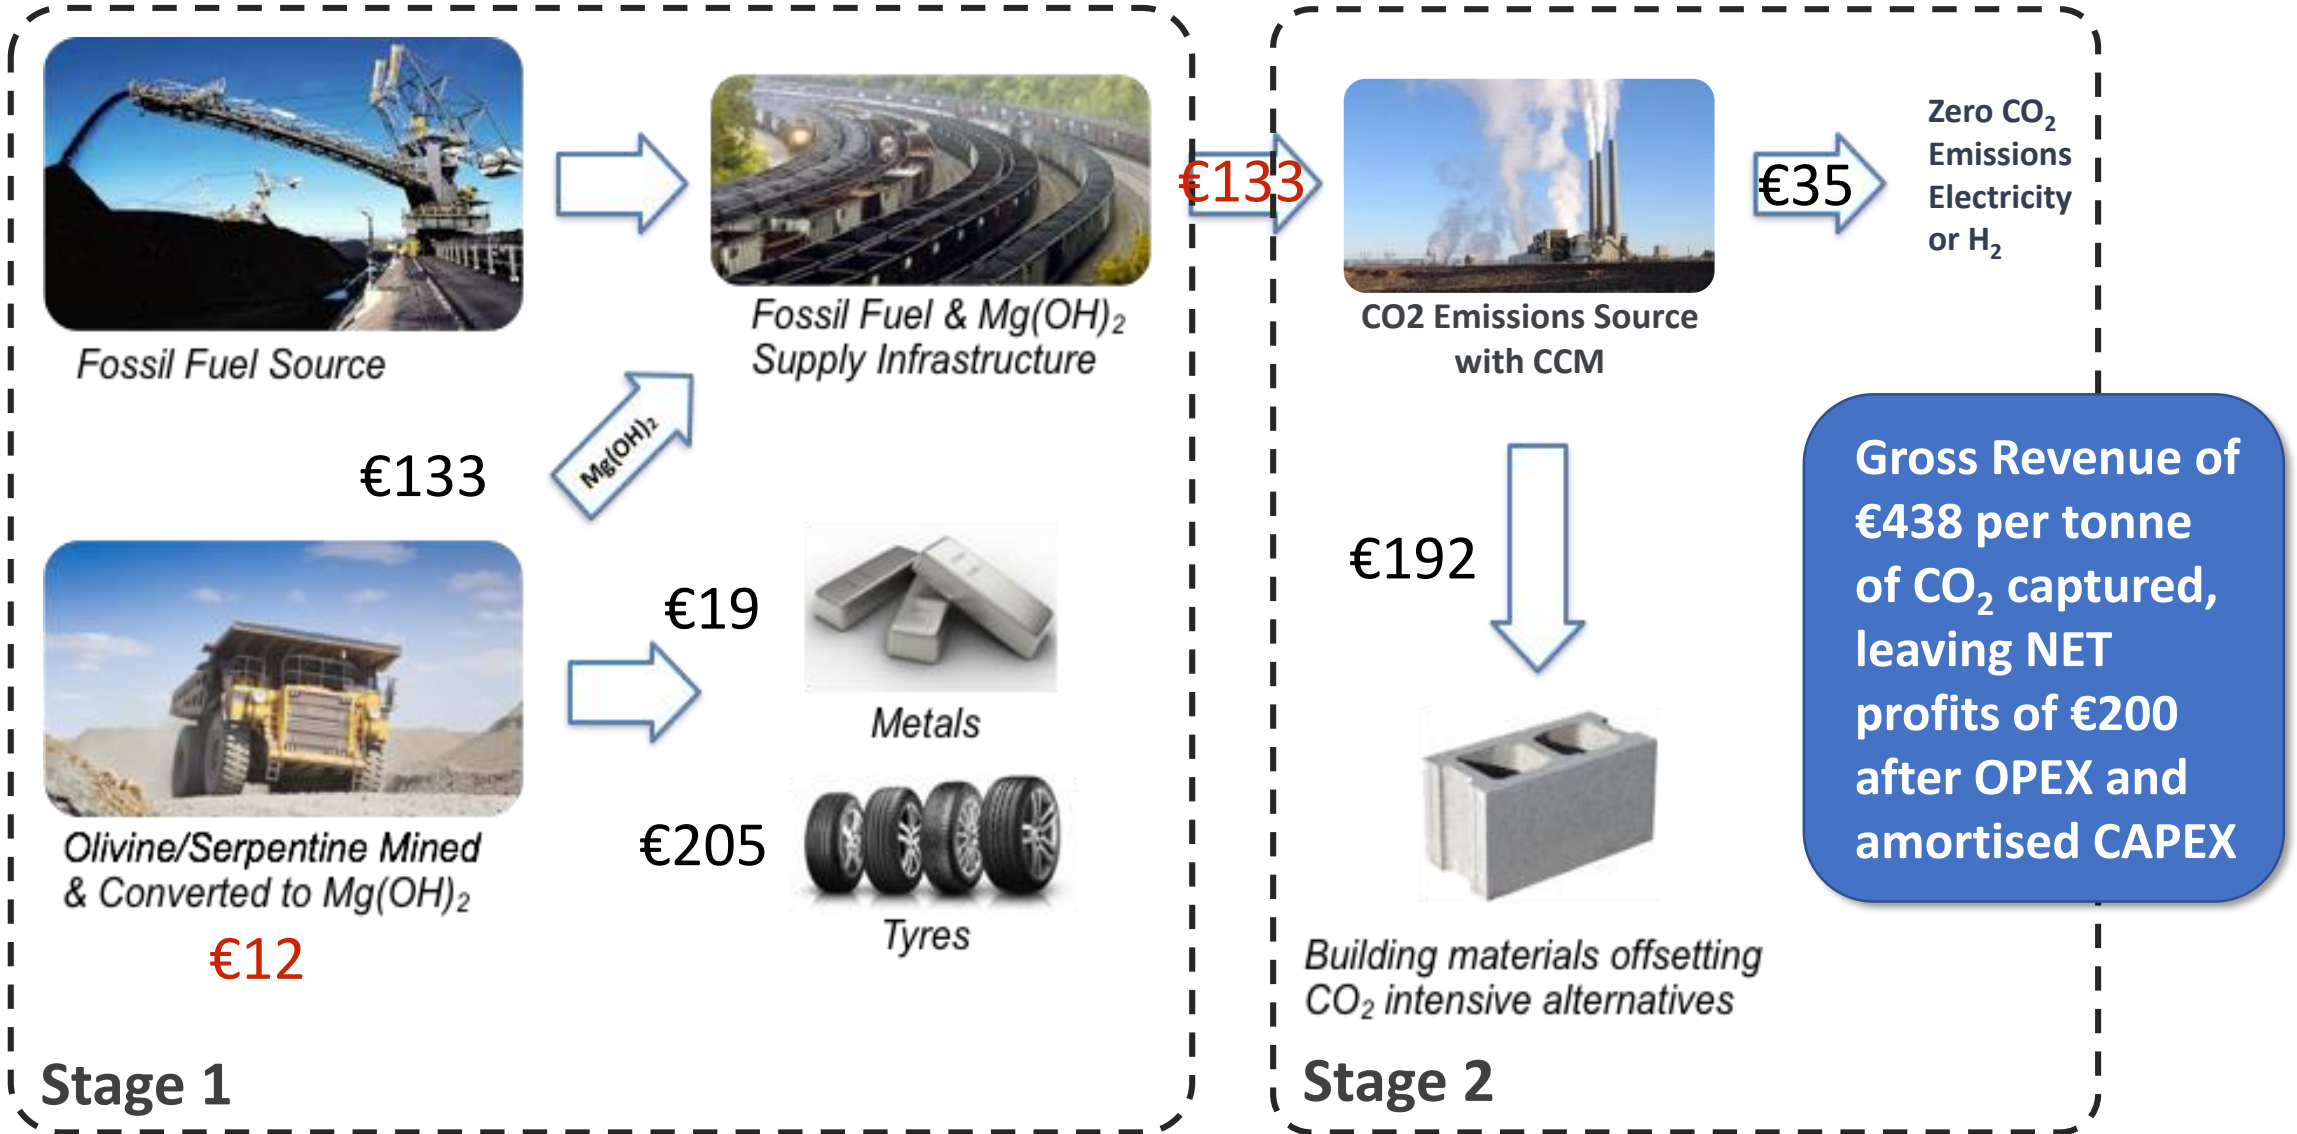 Fossil Fuel Source
Fossil Fuel & Mg(OH)₂
Supply Infrastructure
Mg(OH)₂
€133
Olivine/Serpentine Mined
& Converted to Mg(OH)₂
€12
€19
Metals
€205
Tyres
Stage 1
€133
CO2 Emissions Source
with CCM
€35
Zero CO₂
Emissions
Electricity
or H₂
€192
Building materials offsetting
CO₂ intensive alternatives
Stage 2
Gross Revenue of
€438 per tonne
of CO₂ captured,
leaving NET
profits of €200
after OPEX and
amortised CAPEX